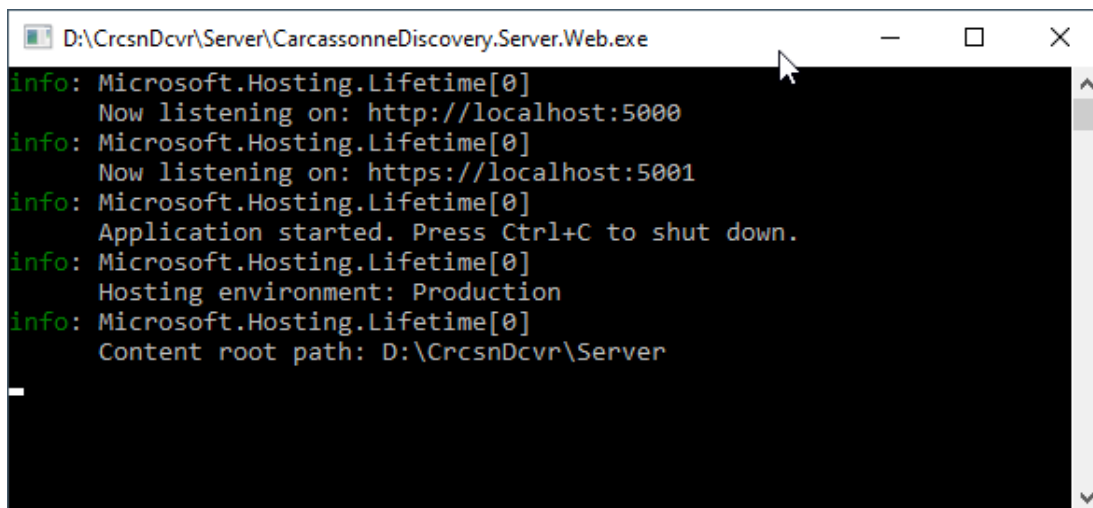 D:\CrcsnDcvr\Server\CarcassonneDiscovery.Server.Web.exe
info: Microsoft.Hosting.Lifetime[0]
      Now listening on: http://localhost:5000
info: Microsoft.Hosting.Lifetime[0]
      Now listening on: https://localhost:5001
info: Microsoft.Hosting.Lifetime[0]
      Application started. Press Ctrl+C to shut down.
info: Microsoft.Hosting.Lifetime[0]
      Hosting environment: Production
info: Microsoft.Hosting.Lifetime[0]
      Content root path: D:\CrcsnDcvr\Server